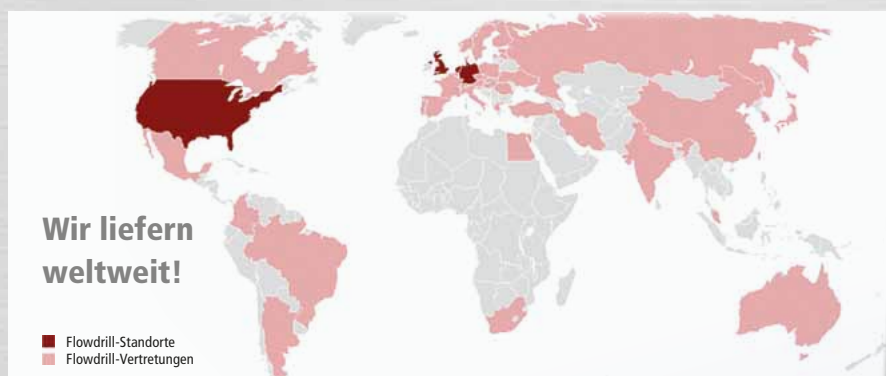 Wir liefern
weltweit!
Flowdrill-Standorte
Flowdrill-Vertretungen